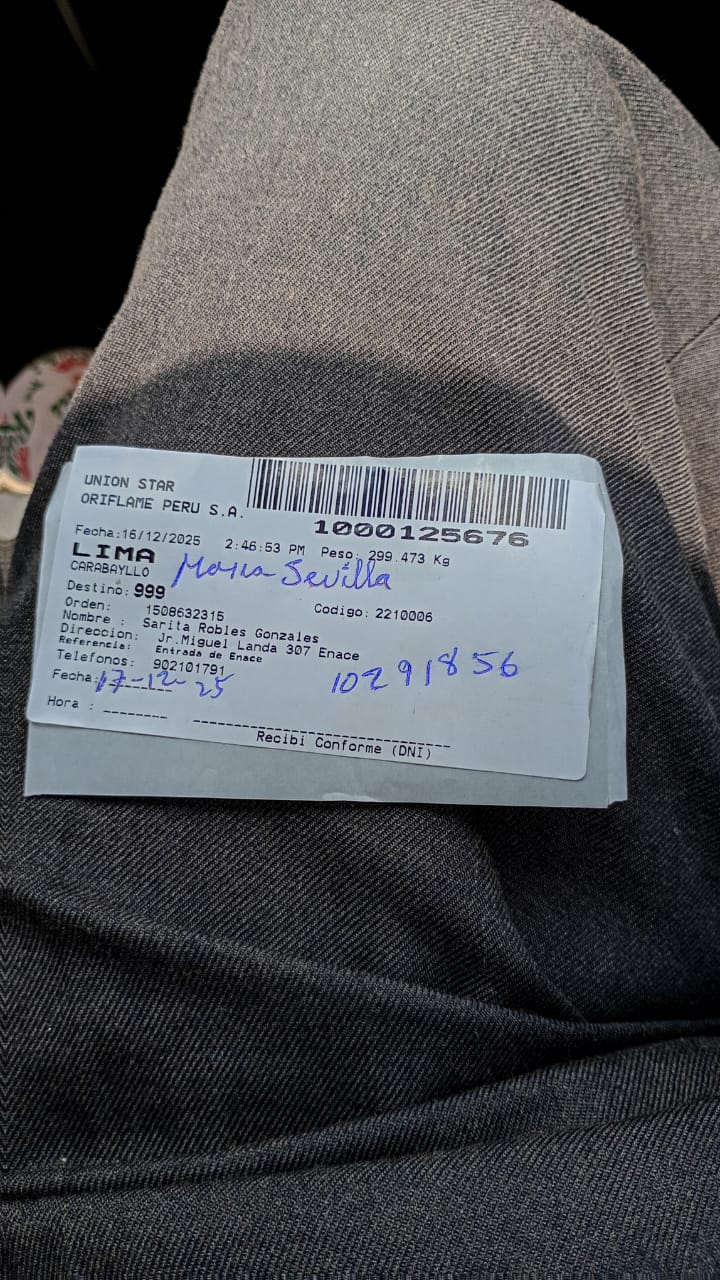 UNION STAR
ORIFLAME PERU S.A.
1000125676
Fecha:16/12/2025 2:46:53 PM Peso: 299.473 Kg
LIMA
CARABAYLLO Sevilla
Destino: 999
Orden: 1508632315 Codigo: 2210006
Nombre : Sarita Robles Gonzales
Direccion: Jr.Miguel Landa 307 Enace
Referencia: Entrada de Enace
Telefonos: 902101791
Fecha: 17-12-25 10291856
Hora :
Recibi Conforme (DNI)